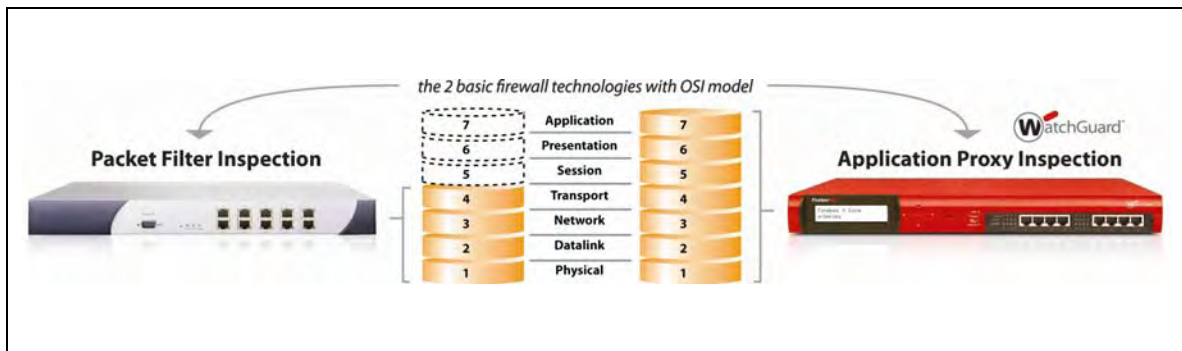 the 2 basic firewall technologies with OSI model
WatchGuard
Packet Filter Inspection
Application Proxy Inspection
7 Application 7
6 Presentation 6
5 Session 5
4 Transport 4
3 Network 3
2 Datalink 2
1 Physical 1